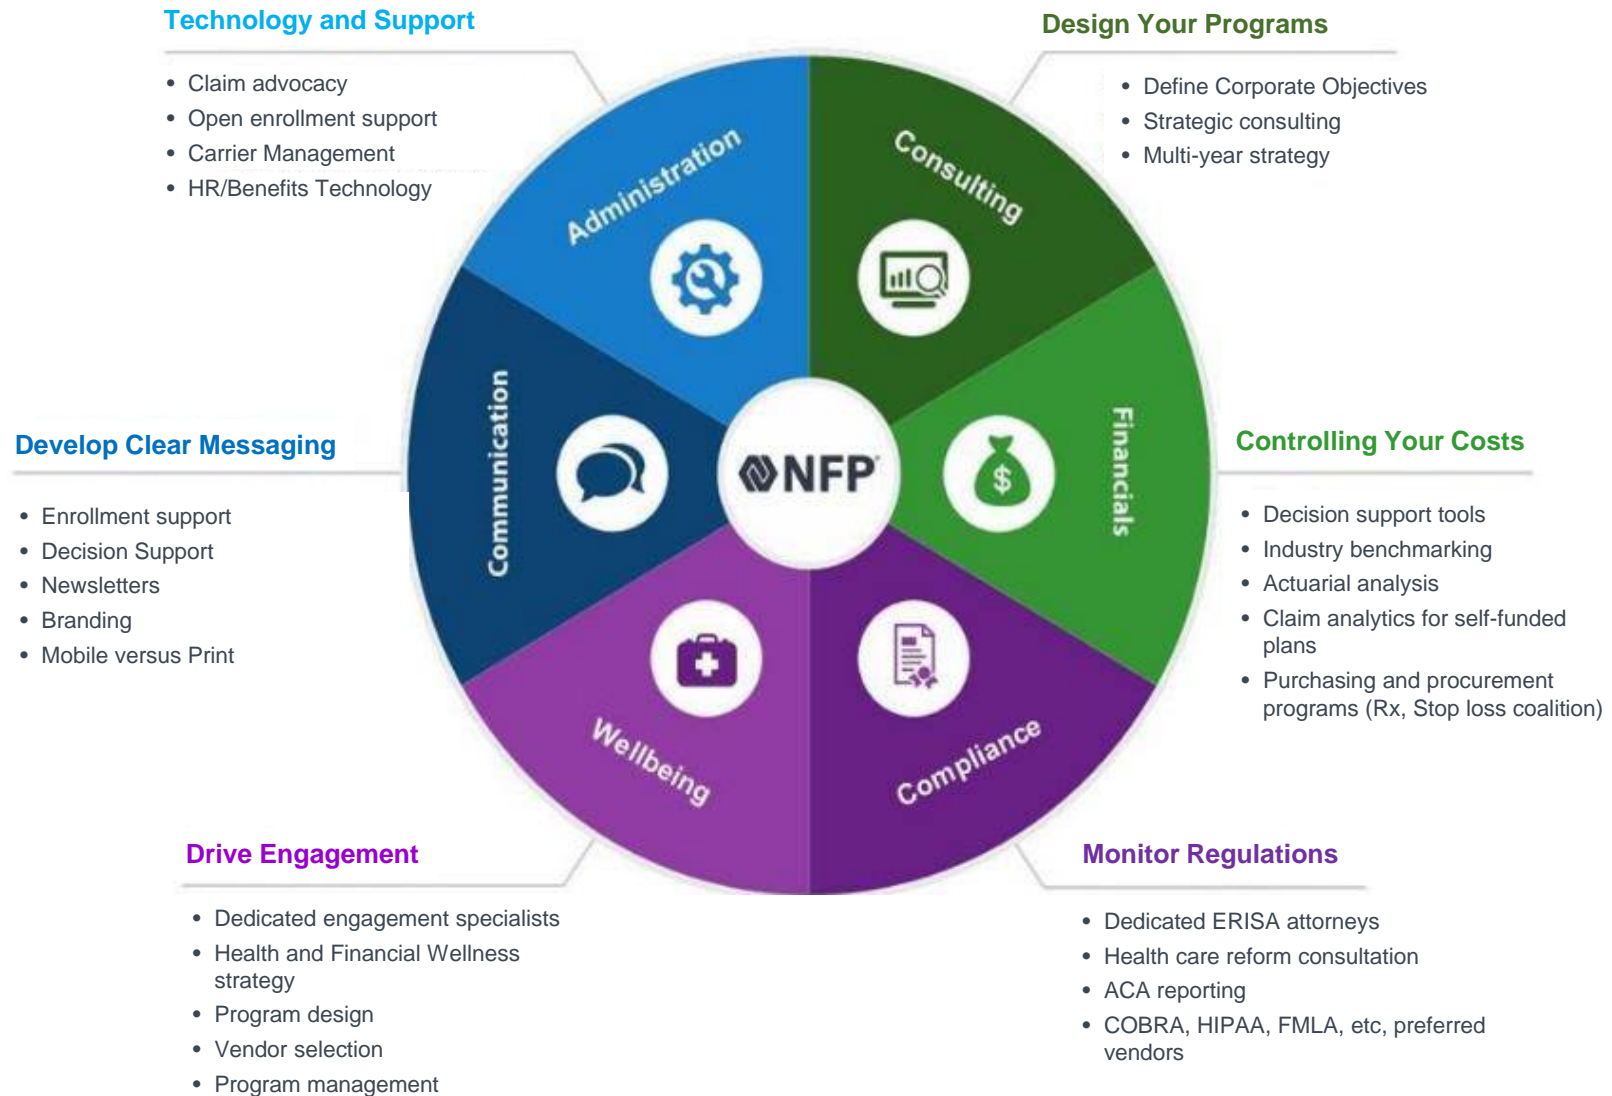 Technology and Support
• Claim advocacy
• Open enrollment support
• Carrier Management
• HR/Benefits Technology
Design Your Programs
• Define Corporate Objectives
• Strategic consulting
• Multi-year strategy
Administration
Consulting
Communication
NFP
Financials
Wellbeing
Compliance
$
Develop Clear Messaging
• Enrollment support
• Decision Support
• Newsletters
• Branding
• Mobile versus Print
Controlling Your Costs
• Decision support tools
• Industry benchmarking
• Actuarial analysis
• Claim analytics for self-funded
plans
• Purchasing and procurement
programs (Rx, Stop loss coalition)
Drive Engagement
• Dedicated engagement specialists
• Health and Financial Wellness
strategy
• Program design
• Vendor selection
• Program management
Monitor Regulations
• Dedicated ERISA attorneys
• Health care reform consultation
• ACA reporting
• COBRA, HIPAA, FMLA, etc, preferred
vendors